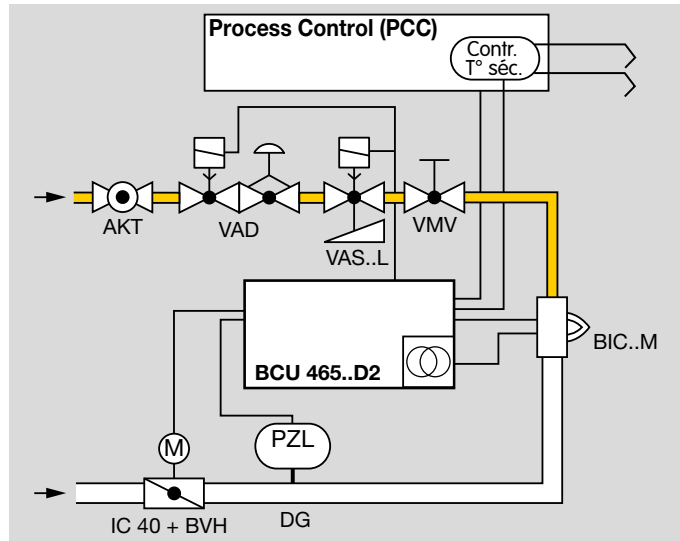 Process Control (PCC)
Contr.
T° séc.
AKT
VAD
VAS..L
VMV
BCU 465..D2
BIC..M
PZL
M
IC 40 + BVH
DG